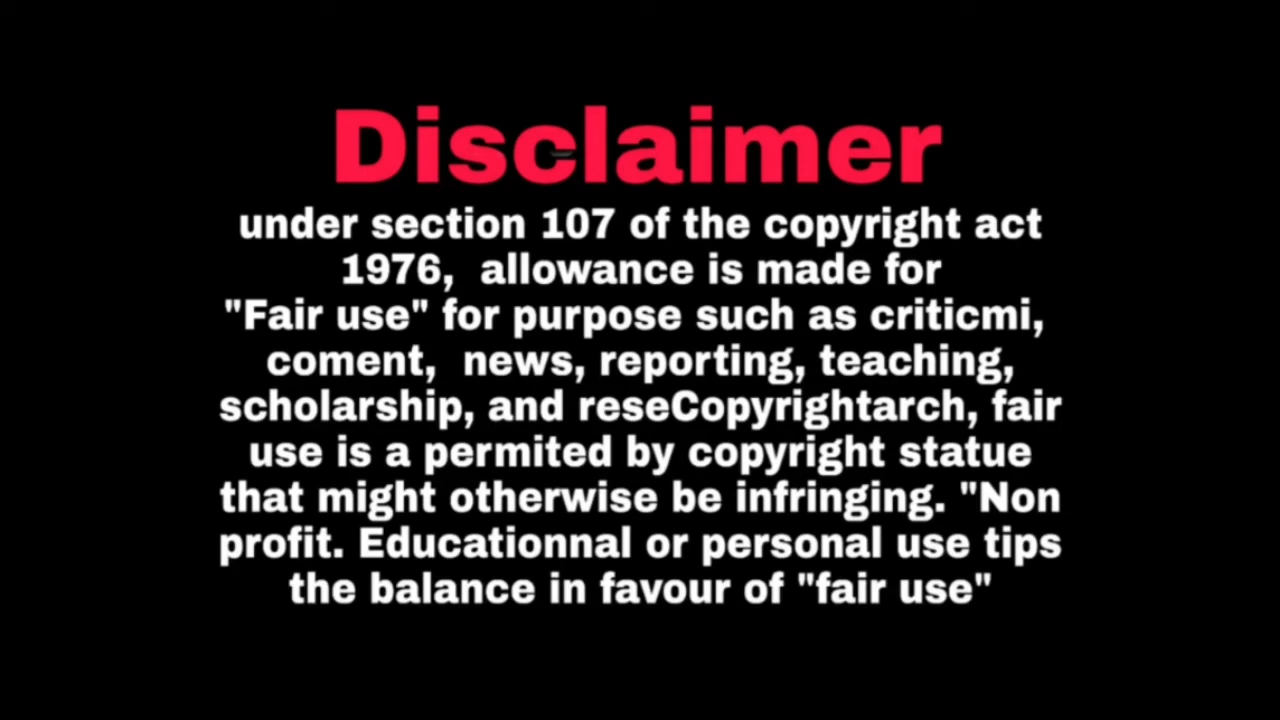 Disclaimer
under section 107 of the copyright act
1976,  allowance is made for
"Fair use" for purpose such as criticmi,
coment,  news, reporting, teaching,
scholarship, and reseCopyrightarch, fair
use is a permited by copyright statue
that might otherwise be infringing. "Non
profit. Educationnal or personal use tips
the balance in favour of "fair use"